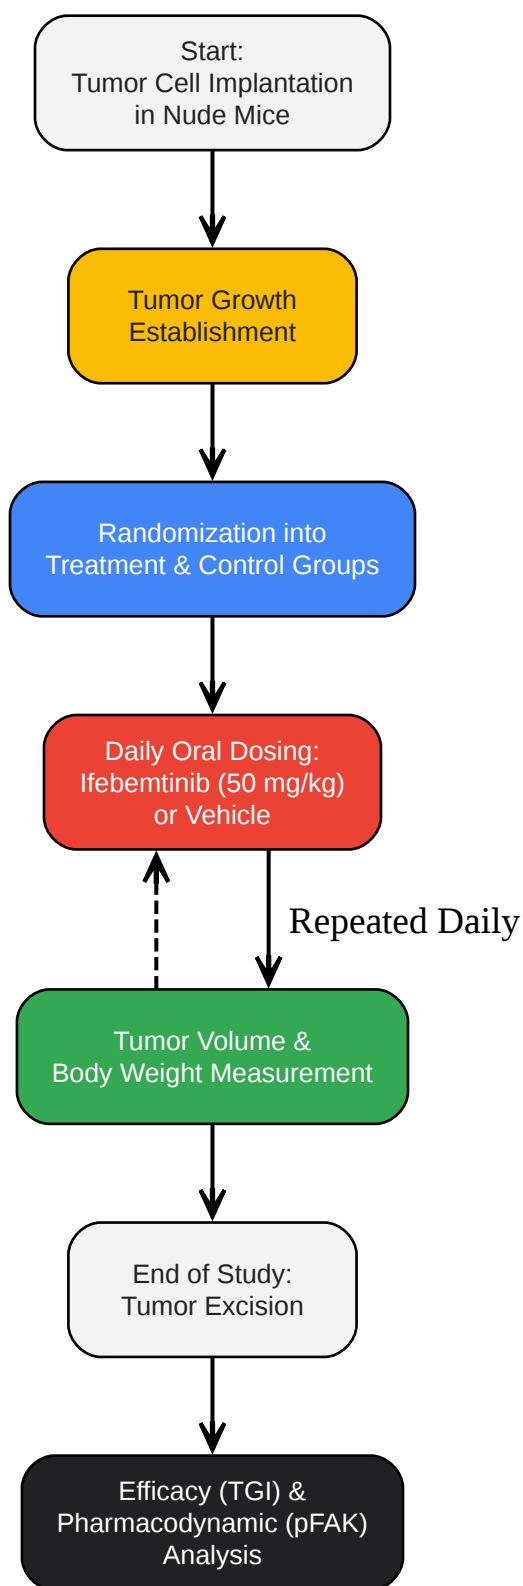 Start:
Tumor Cell Implantation
in Nude Mice
Tumor Growth
Establishment
Randomization into
Treatment & Control Groups
Daily Oral Dosing:
Ifebemtinib (50 mg/kg)
or Vehicle
Repeated Daily
Tumor Volume &
Body Weight Measurement
End of Study:
Tumor Excision
Efficacy (TGI) &
Pharmacodynamic (pFAK)
Analysis